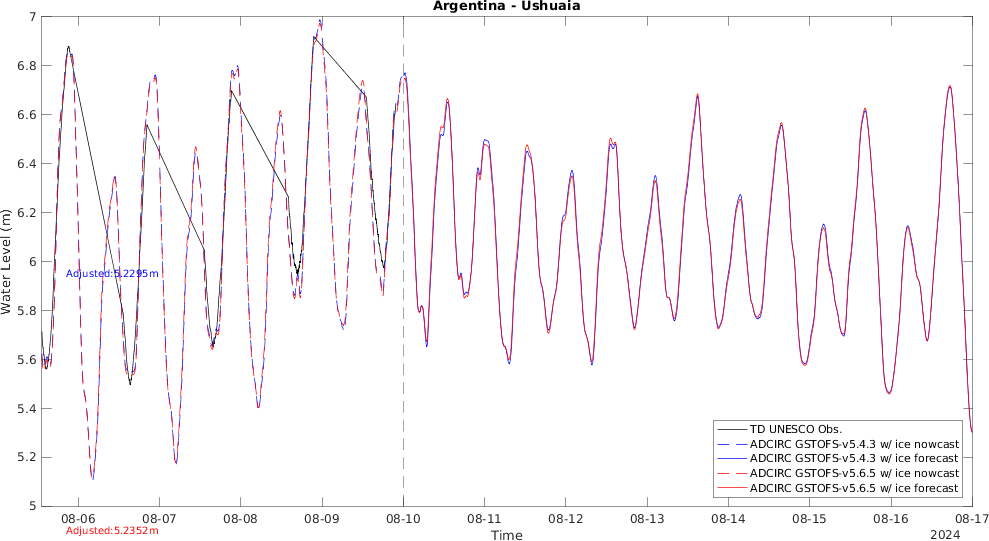 Argentina - Ushuaia
7
6.8
6.6
6.4
6.2
6
5.8
5.6
5.4
5.2
5
Water Level (m)
Adjusted:5.2295m
Adjusted:5.2352m
TD UNESCO Obs.
ADCIRC GSTOFS-v5.4.3 w/ ice nowcast
ADCIRC GSTOFS-v5.4.3 w/ ice forecast
ADCIRC GSTOFS-v5.6.5 w/ ice nowcast
ADCIRC GSTOFS-v5.6.5 w/ ice forecast
08-06 08-07 08-08 08-09 08-10 08-11 08-12 08-13 08-14 08-15 08-16 08-17
Time
2024